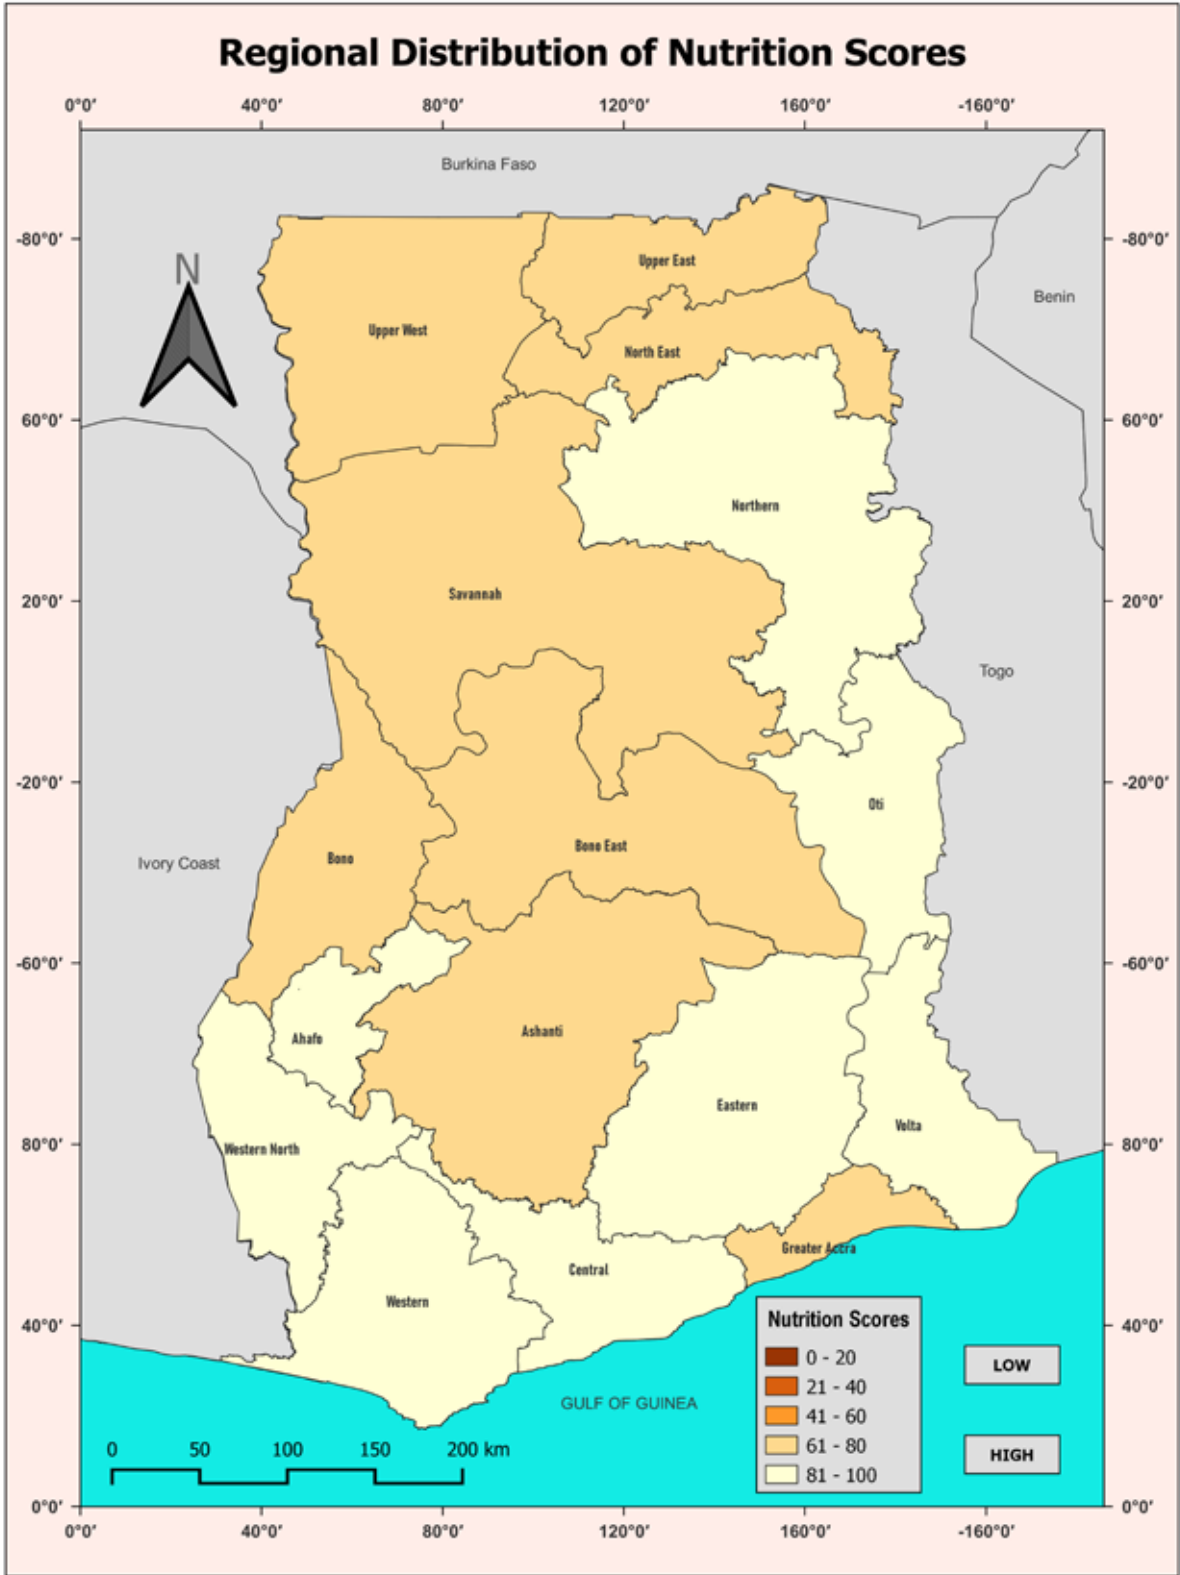 Regional Distribution of Nutrition Scores
0°0' 40°0' 80°0' 120°0' 160°0' -160°0'
Burkina Faso
-80°0' -80°0'
N
Upper East
Benin
Upper West
North East
60°0' 60°0'
Northern
Savannah
20°0' 20°0'
Togo
-20°0' -20°0'
Oti
Bono East
Bono
Ivory Coast
-60°0' -60°0'
Ashanti
Ahafo
Eastern
Volta
80°0' 80°0'
Western North
Greater Accra
Central
Western
40°0' 40°0'
Nutrition Scores
0 - 20
21 - 40
41 - 60
61 - 80
81 - 100
LOW
HIGH
GULF OF GUINEA
0 50 100 150 200 km
0°0' 0°0'
0°0' 40°0' 80°0' 120°0' 160°0' -160°0'